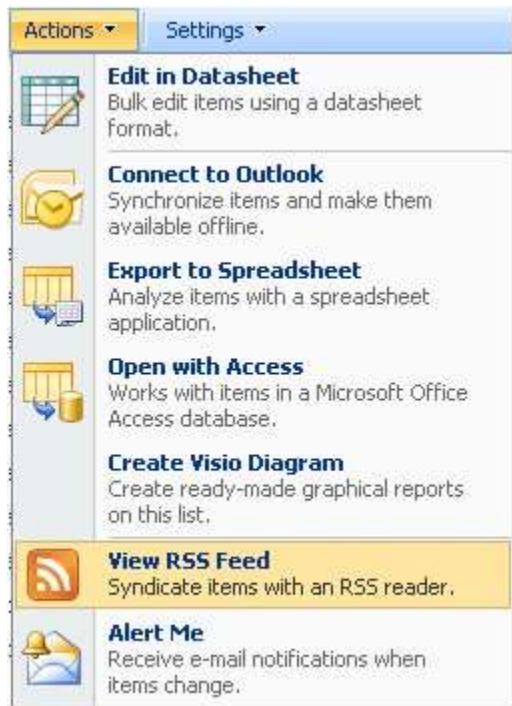 Actions Settings
Edit in Datasheet
Bulk edit items using a datasheet
format.
Connect to Outlook
Synchronize items and make them
available offline.
Export to Spreadsheet
Analyze items with a spreadsheet
application.
Open with Access
Works with items in a Microsoft Office
Access database.
Create Visio Diagram
Create ready-made graphical reports
on this list.
View RSS Feed
Syndicate items with an RSS reader.
Alert Me
Receive e-mail notifications when
items change.